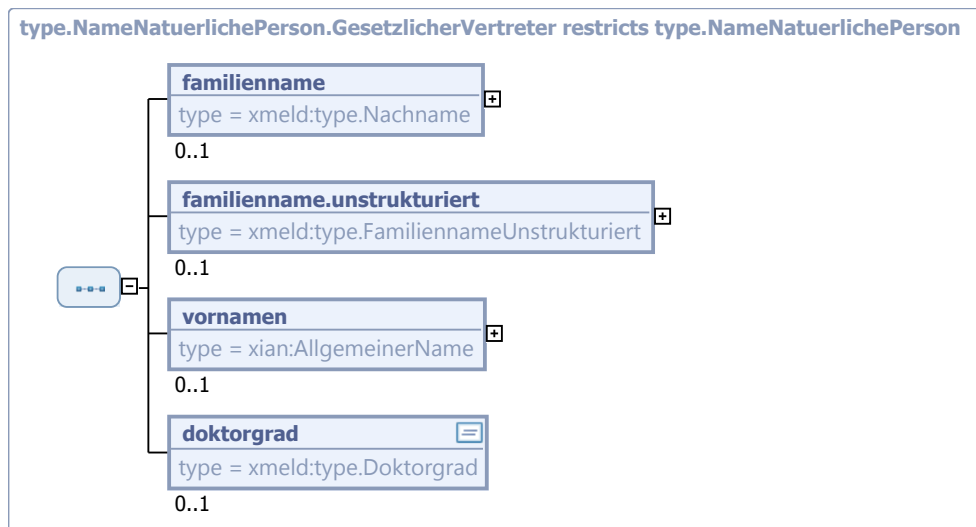 type.NameNatuerlichePerson.GesetzlicherVertreter restricts type.NameNatuerlichePerson
familienname
type = xmeld:type.Nachname
0..1
familienname.unstrukturiert
type = xmeld:type.FamiliennameUnstrukturiert
0..1
vornamen
type = xian:AllgemeinerName
0..1
doktorgrad
type = xmeld:type.Doktorgrad
0..1